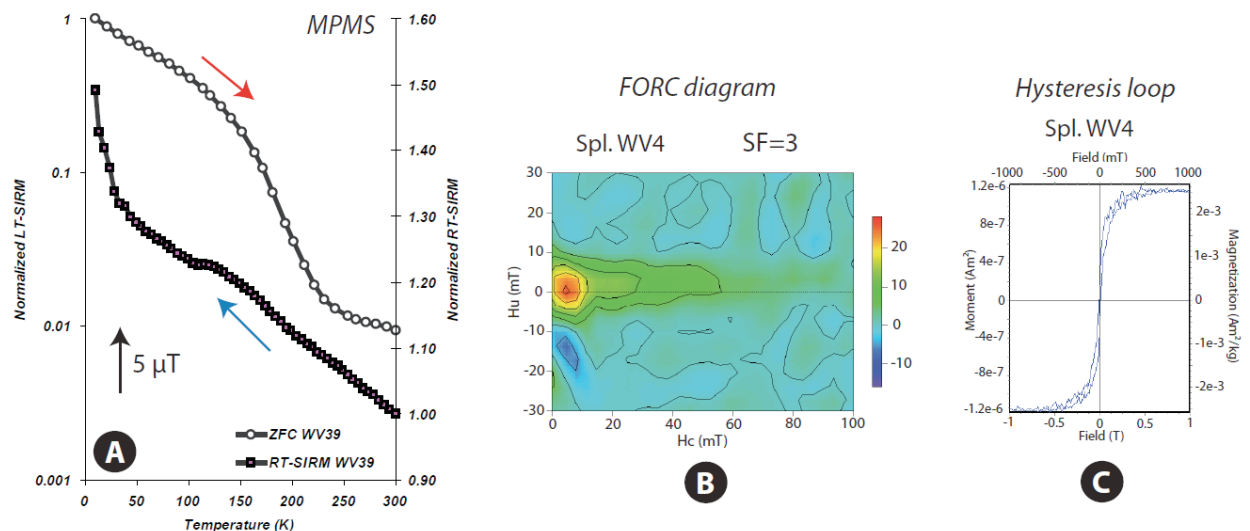 MPMS
Normalized LT-SIRM
1
0.1
0.01
0.001
Normalized RT-SIRM
1.60
1.50
1.40
1.30
1.20
1.10
1.00
0.90
5 µT
ZFC WV39
RT-SIRM WV39
A
0 50 100 150 200 250 300
Temperature (K)
FORC diagram
Spl. WV4 SF=3
Hu (mT)
30
20
10
0
-10
-20
-30
0 20 40 60 80 100
Hc (mT)
20
10
0
-10
B
Hysteresis loop
Spl. WV4
Field (mT)
-1000 -500 0 500 1000
Moment (Am²)
1.2e-6
8e-7
4e-7
0
-4e-7
-8e-7
-1.2e-6
2e-3
1e-3
0
-1e-3
-2e-3
Magnettation (Am²/kg)
-1 -0.5 0 0.5 1
Field (T)
C